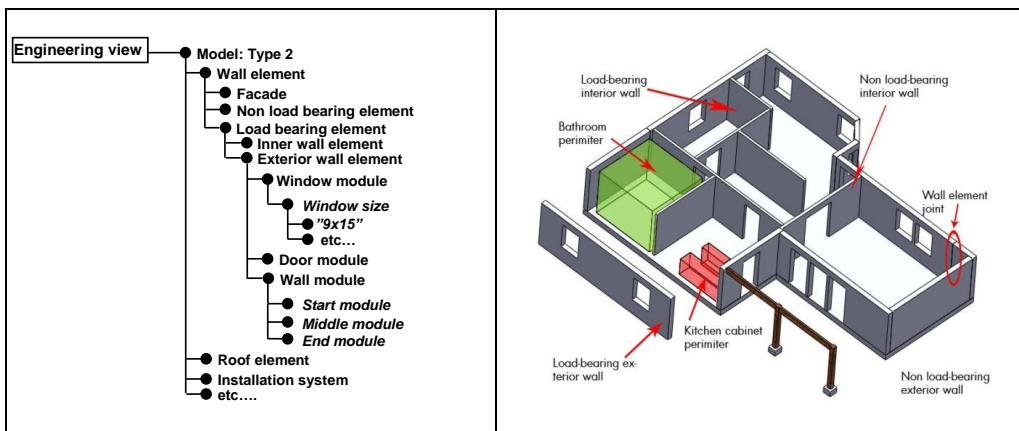 Engineering view
Model: Type 2
Wall element
Facade
Non load bearing element
Load bearing element
Inner wall element
Exterior wall element
Window module
Window size
”9x15”
etc…
Door module
Wall module
Start module
Middle module
End module
Roof element
Installation system
etc….
Load-bearing
interior wall
Non load-bearing
interior wall
Bathroom
perimiter
Wall element
joint
Kitchen cabinet
perimiter
Load-bearing ex-
terior wall
Non load-bearing
exterior wall